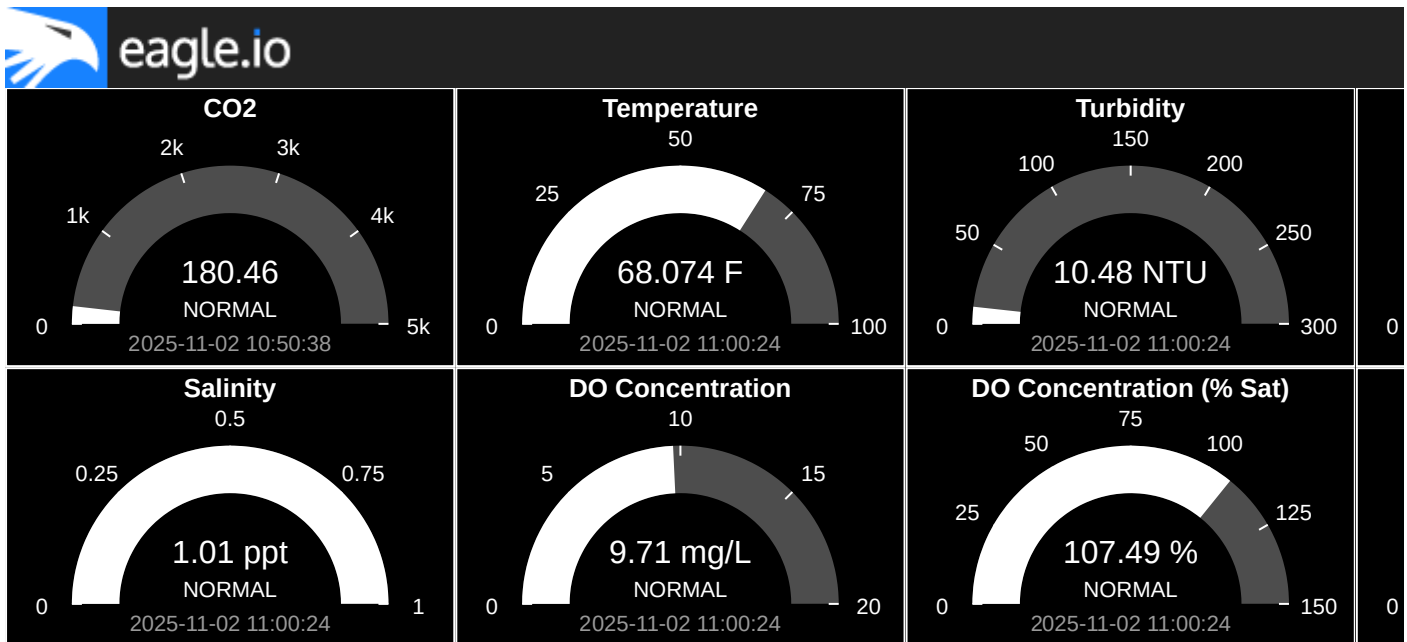 eagle.io
CO2
2k
3k
1k
4k
0
5k
180.46
NORMAL
2025-11-02 10:50:38
Temperature
50
25
75
0
100
68.074 F
NORMAL
2025-11-02 11:00:24
Turbidity
150
100
200
50
250
0
300
10.48 NTU
NORMAL
2025-11-02 11:00:24
0
Salinity
0.5
0.25
0.75
0
1
1.01 ppt
NORMAL
2025-11-02 11:00:24
DO Concentration
10
5
15
0
20
9.71 mg/L
NORMAL
2025-11-02 11:00:24
DO Concentration (% Sat)
75
50
100
25
125
0
150
107.49 %
NORMAL
2025-11-02 11:00:24
0